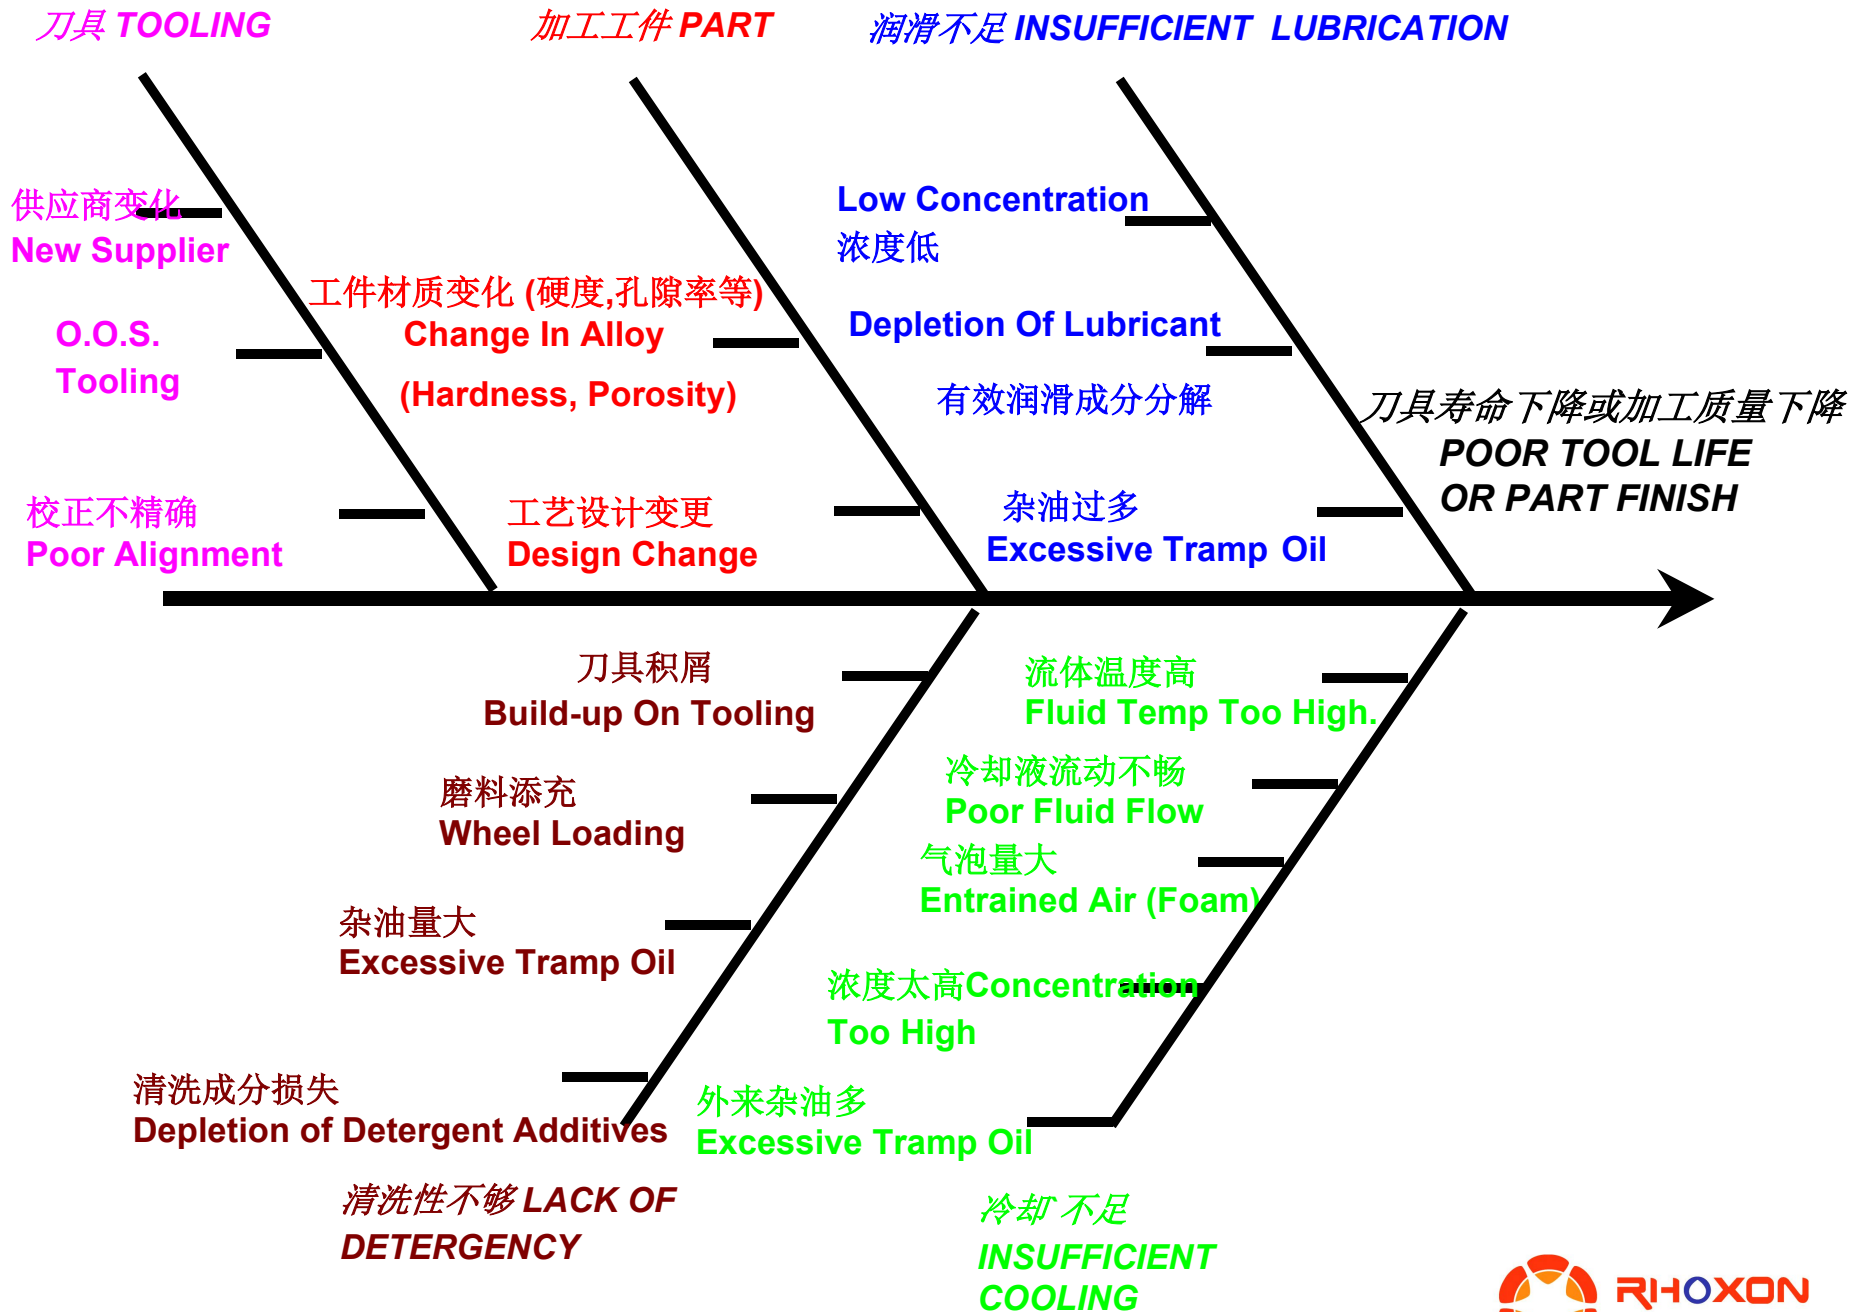 刀具 TOOLING
加工工件 PART
润滑不足 INSUFFICIENT LUBRICATION
供应商变化
New Supplier
O.O.S.
Tooling
校正不精确
Poor Alignment
工件材质变化 (硬度,孔隙率等)
Change In Alloy
(Hardness, Porosity)
工艺设计变更
Design Change
Low Concentration
浓度低
Depletion Of Lubricant
有效润滑成分分解
杂油过多
Excessive Tramp Oil
刀具寿命下降或加工质量下降
POOR TOOL LIFE
OR PART FINISH
刀具积屑
Build-up On Tooling
磨料添充
Wheel Loading
杂油量大
Excessive Tramp Oil
清洗成分损失
Depletion of Detergent Additives
清洗性不够 LACK OF
DETERGENCY
流体温度高
Fluid Temp Too High.
冷却液流动不畅
Poor Fluid Flow
气泡量大
Entrained Air (Foam)
浓度太高Concentration
Too High
外来杂油多
Excessive Tramp Oil
冷却 不足
INSUFFICIENT
COOLING
RHOXON